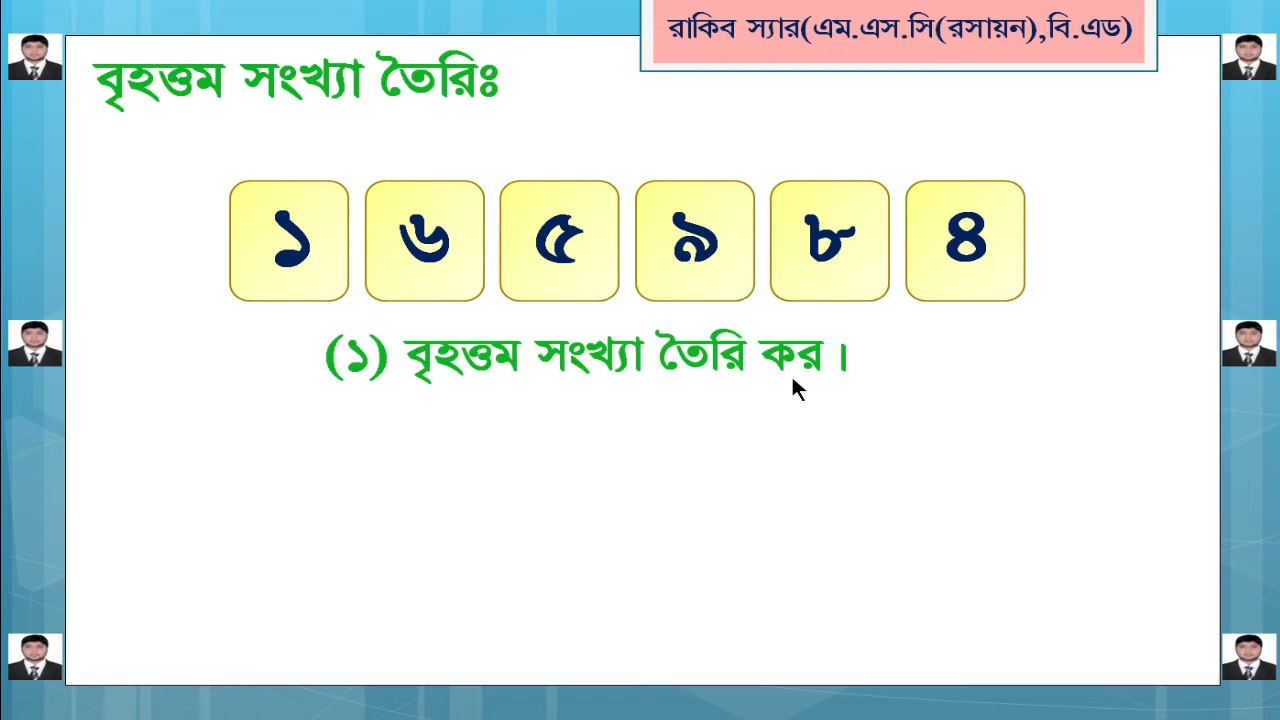 রাকিব স্যার(এম.এস.সি(রসায়ন),বি.এড)
বৃহত্তম সংখ্যা তৈরিঃ
১ ৬ ৫ ৯ ৮ ৪
(১) বৃহত্তম সংখ্যা তৈরি কর।